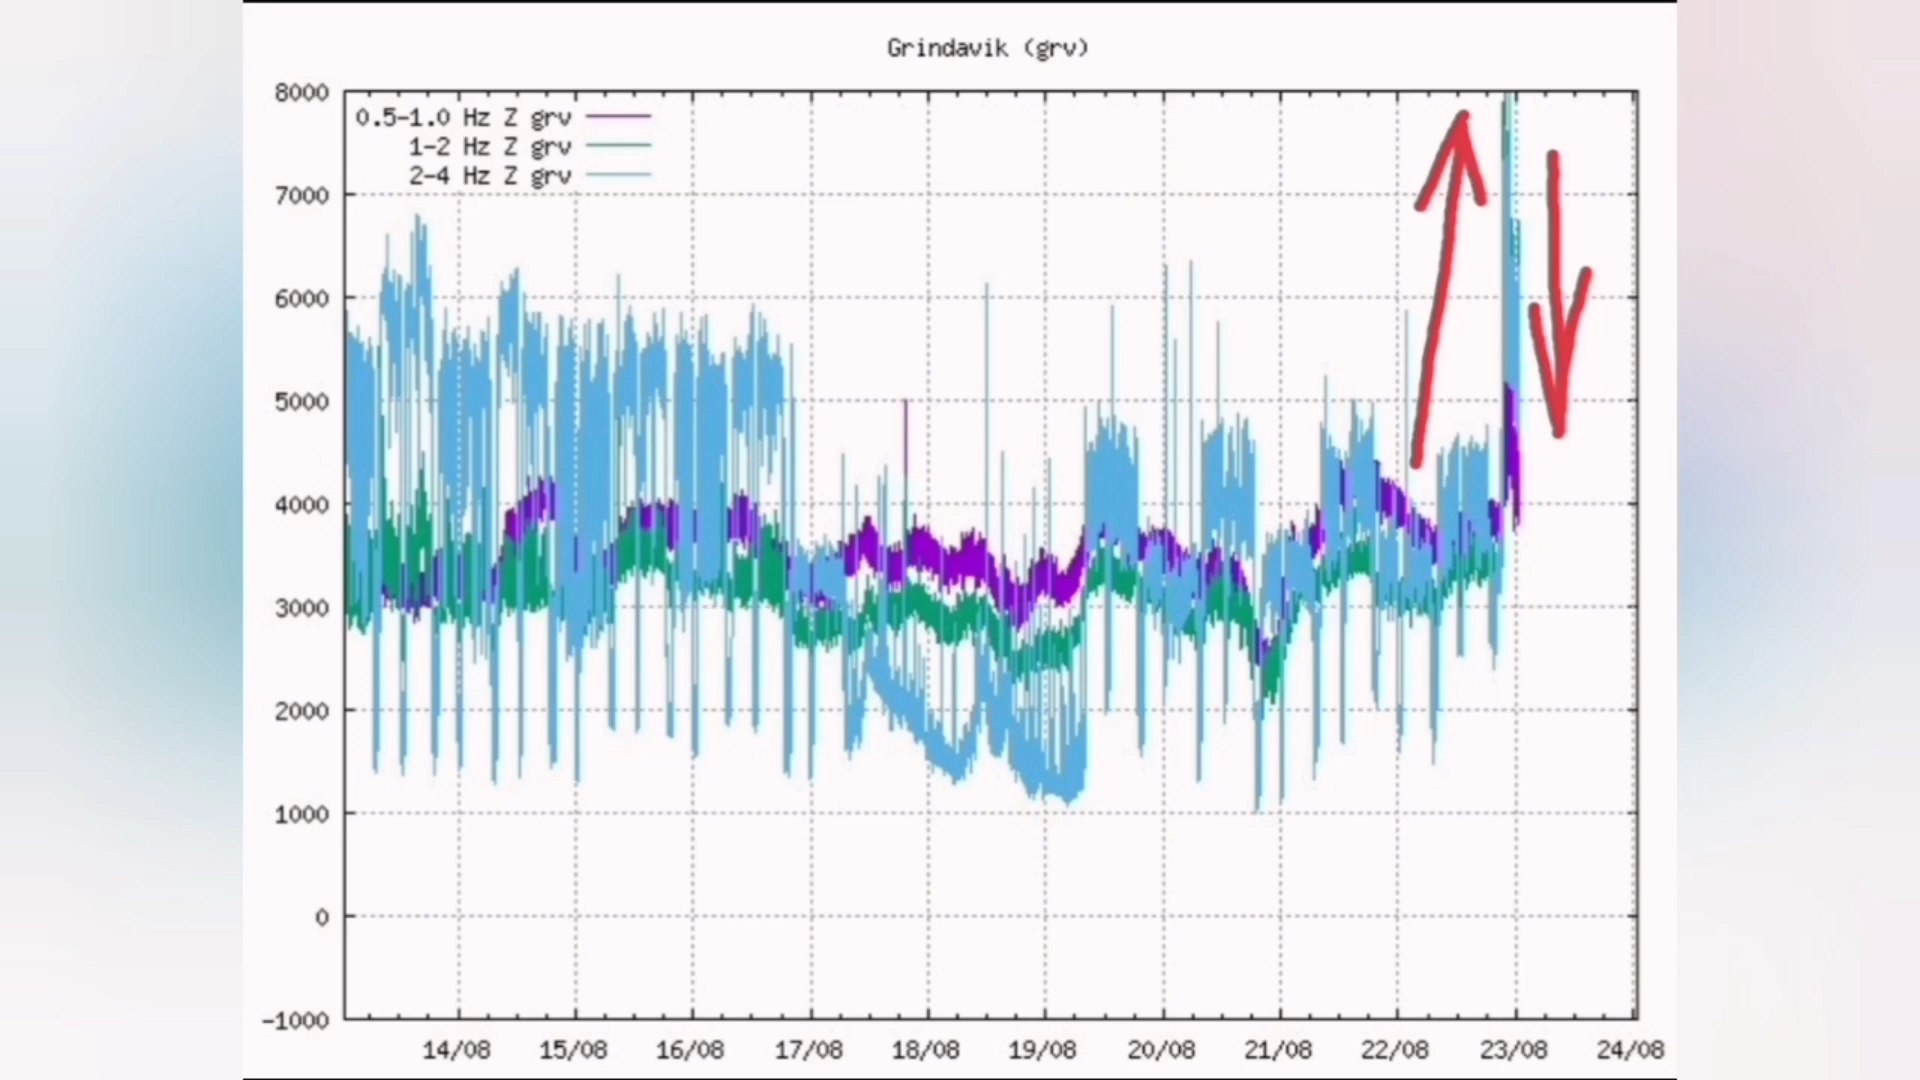 Grindavik (grv)
8000
0.5-1.0 Hz Z grv
1-2 Hz Z grv
2-4 Hz Z grv
7000
6000
5000
4000
3000
2000
1000
0
-1000
14/08 15/08 16/08 17/08 18/08 19/08 20/08 21/08 22/08 23/08 24/08